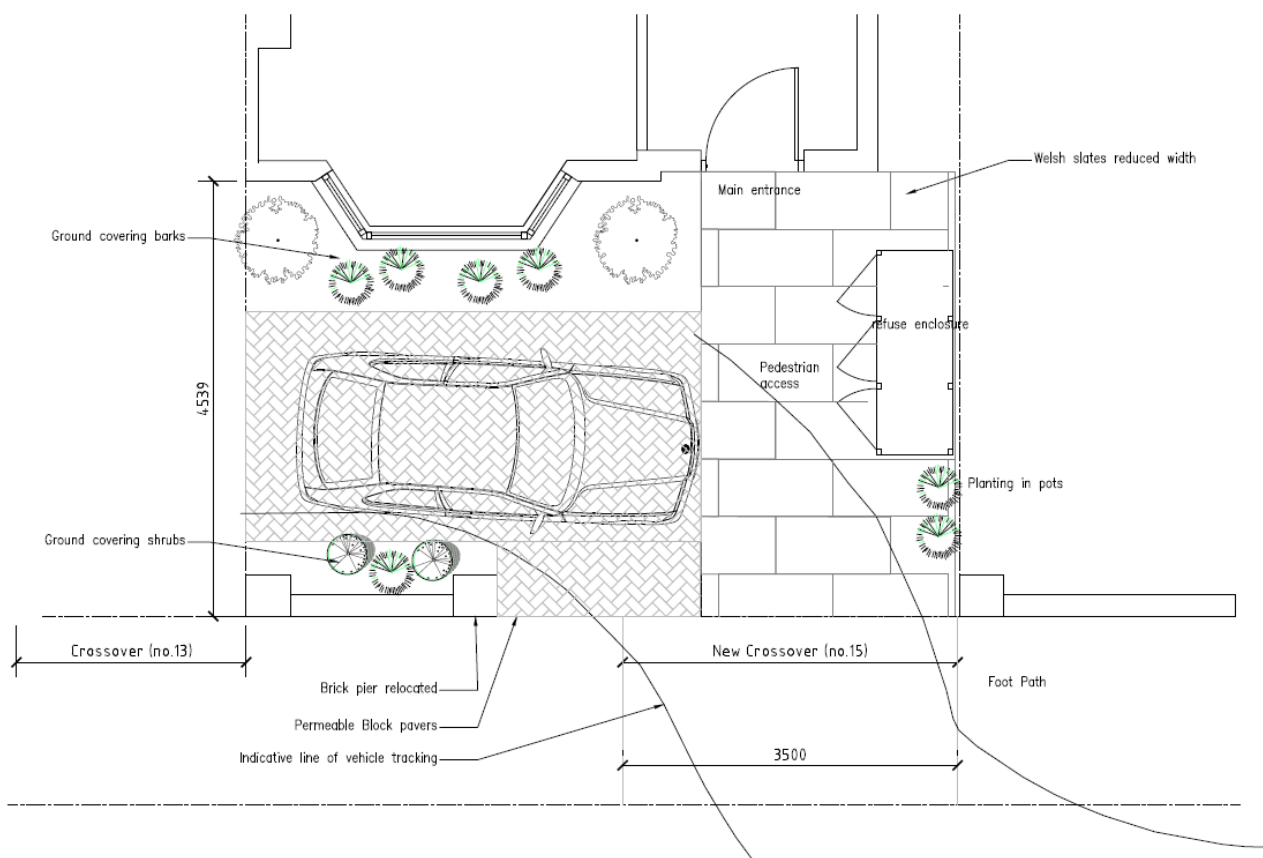 Welsh slates reduced width
Main entrance
Ground covering barks
refuse enclosure
Pedestrian
access
4539
Planting in pots
Ground covering shrubs
Crossover (no.13)
New Crossover (no.15)
Foot Path
Brick pier relocated
Permeable Block pavers
Indicative line of vehicle tracking
3500